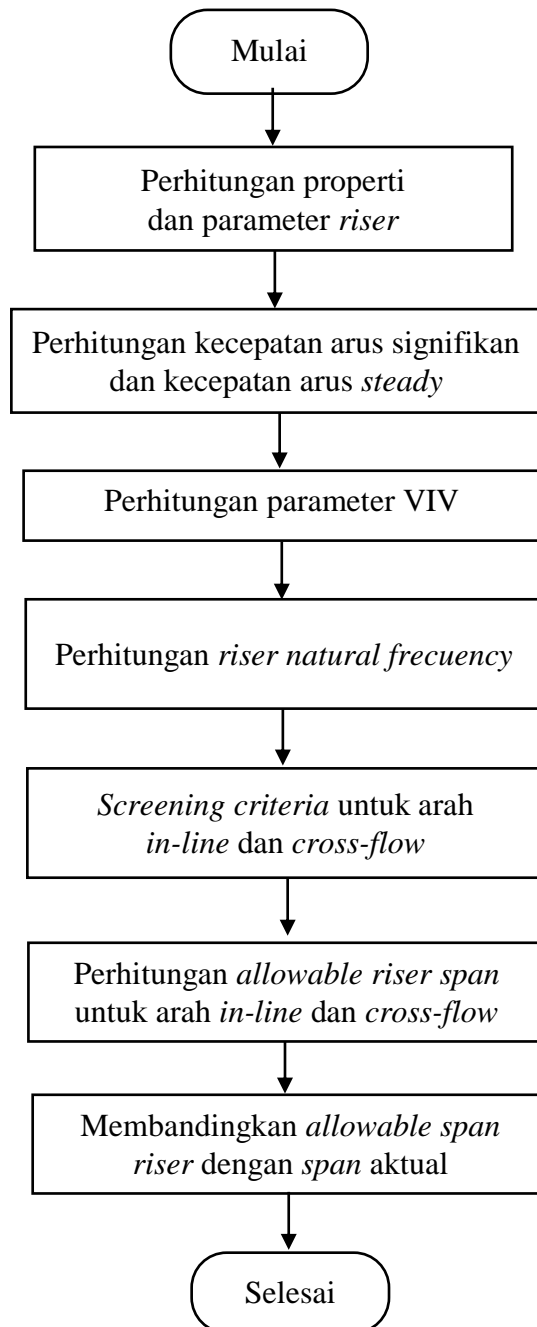 Mulai
Perhitungan properti
dan parameter riser
Perhitungan kecepatan arus signifikan
dan kecepatan arus steady
Perhitungan parameter VIV
Perhitungan riser natural frecuency
Screening criteria untuk arah
in-line dan cross-flow
Perhitungan allowable riser span
untuk arah in-line dan cross-flow
Membandingkan allowable span
riser dengan span aktual
Selesai